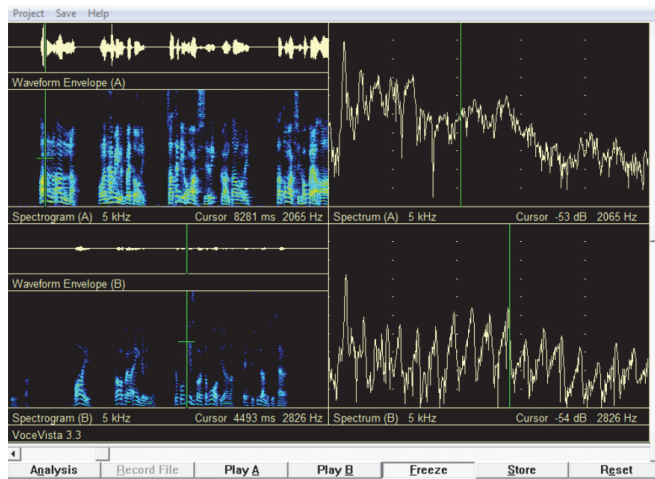 Project Save Help
Waveform Envelope (A)
Spectrogram (A) 5 kHz Cursor 8281 ms 2065 Hz
Spectrum (A) 5 kHz Cursor -53 dB 2065 Hz
Waveform Envelope (B)
Spectrogram (B) 5 kHz Cursor 4493 ms 2826 Hz
Spectrum (B) 5 kHz Cursor -54 dB 2826 Hz
VoceVista 3.3
Analysis Record File Play A Play B Freeze Store Reset